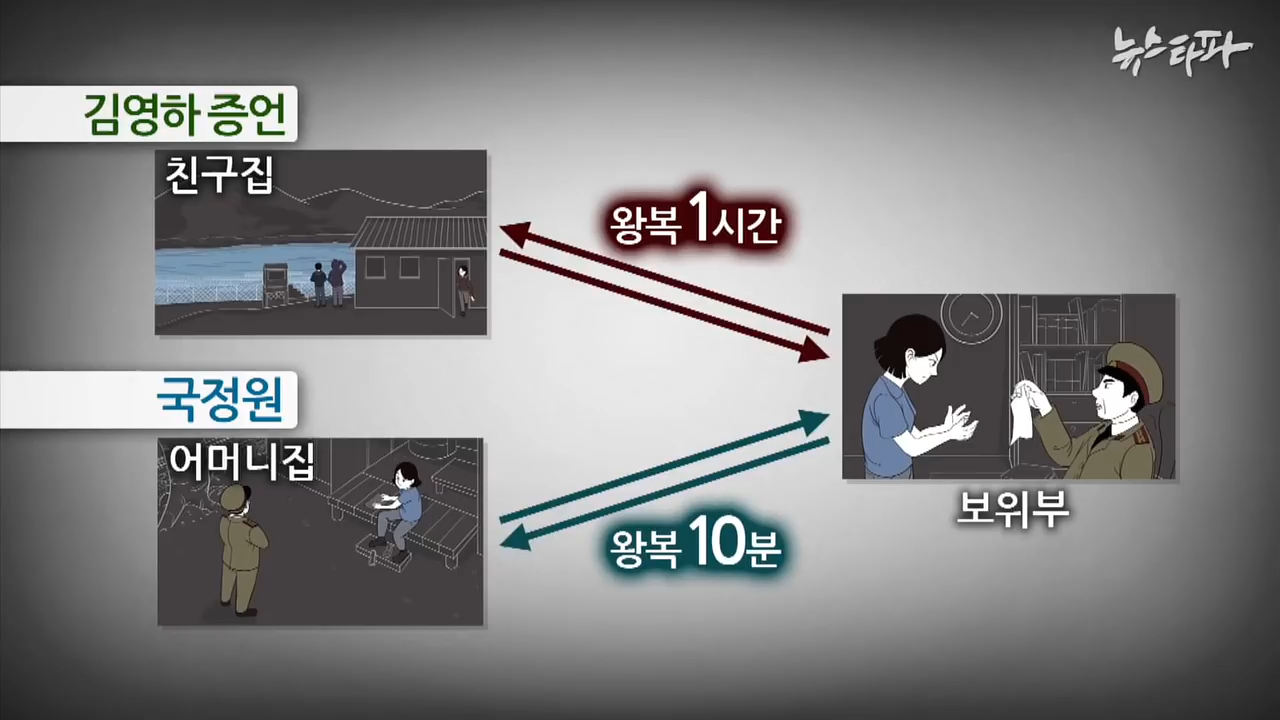 뉴스타파
김영하 증언
친구집
왕복 1시간
국정원
어머니집
왕복 10분
보위부